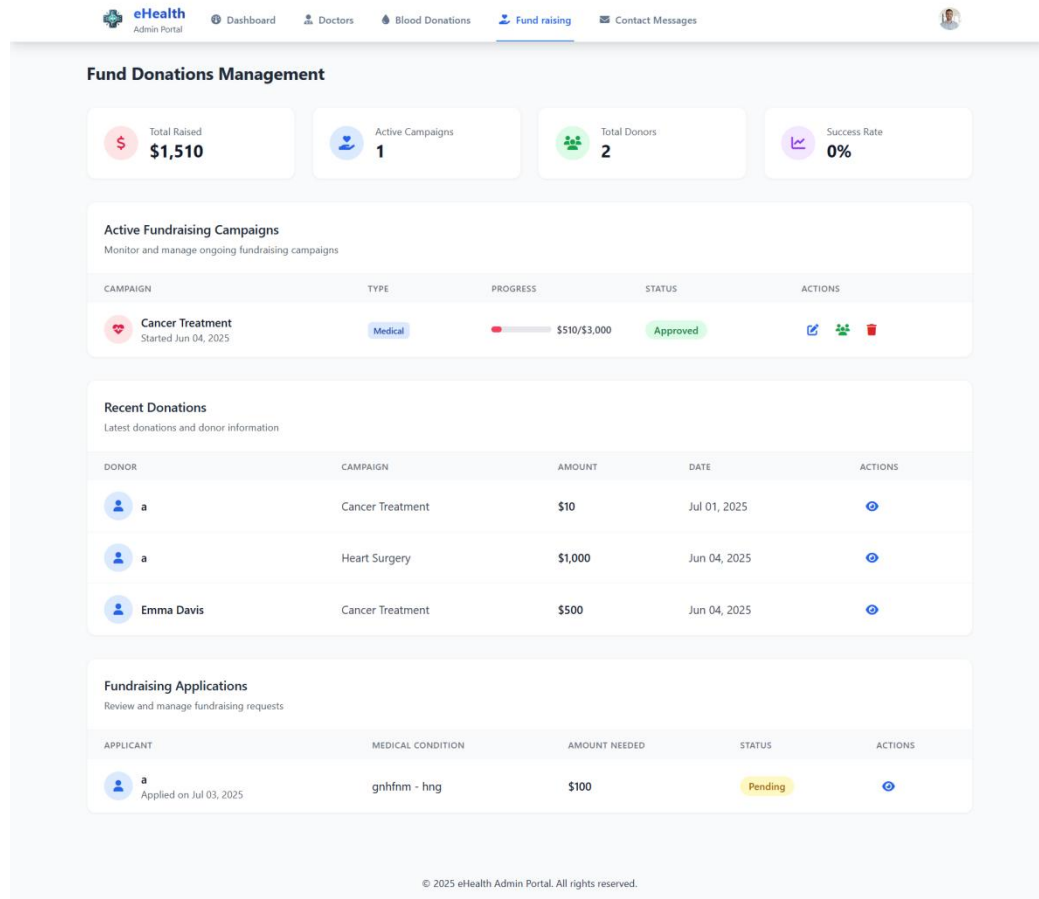 eHealth
Admin Portal
Dashboard Doctors Blood Donations Fund raising Contact Messages
Fund Donations Management
Total Raised
$1,510
Active Campaigns
1
Total Donors
2
Success Rate
0%
Active Fundraising Campaigns
Monitor and manage ongoing fundraising campaigns
CAMPAIGN TYPE PROGRESS STATUS ACTIONS
Cancer Treatment
Started Jun 04, 2025
Medical $510/$3,000 Approved
Recent Donations
Latest donations and donor information
DONOR CAMPAIGN AMOUNT DATE ACTIONS
a Cancer Treatment $10 Jul 01, 2025
a Heart Surgery $1,000 Jun 04, 2025
Emma Davis Cancer Treatment $500 Jun 04, 2025
Fundraising Applications
Review and manage fundraising requests
APPLICANT MEDICAL CONDITION AMOUNT NEEDED STATUS ACTIONS
a
Applied on Jul 03, 2025
gnhfnm - hng $100 Pending
© 2025 eHealth Admin Portal. All rights reserved.